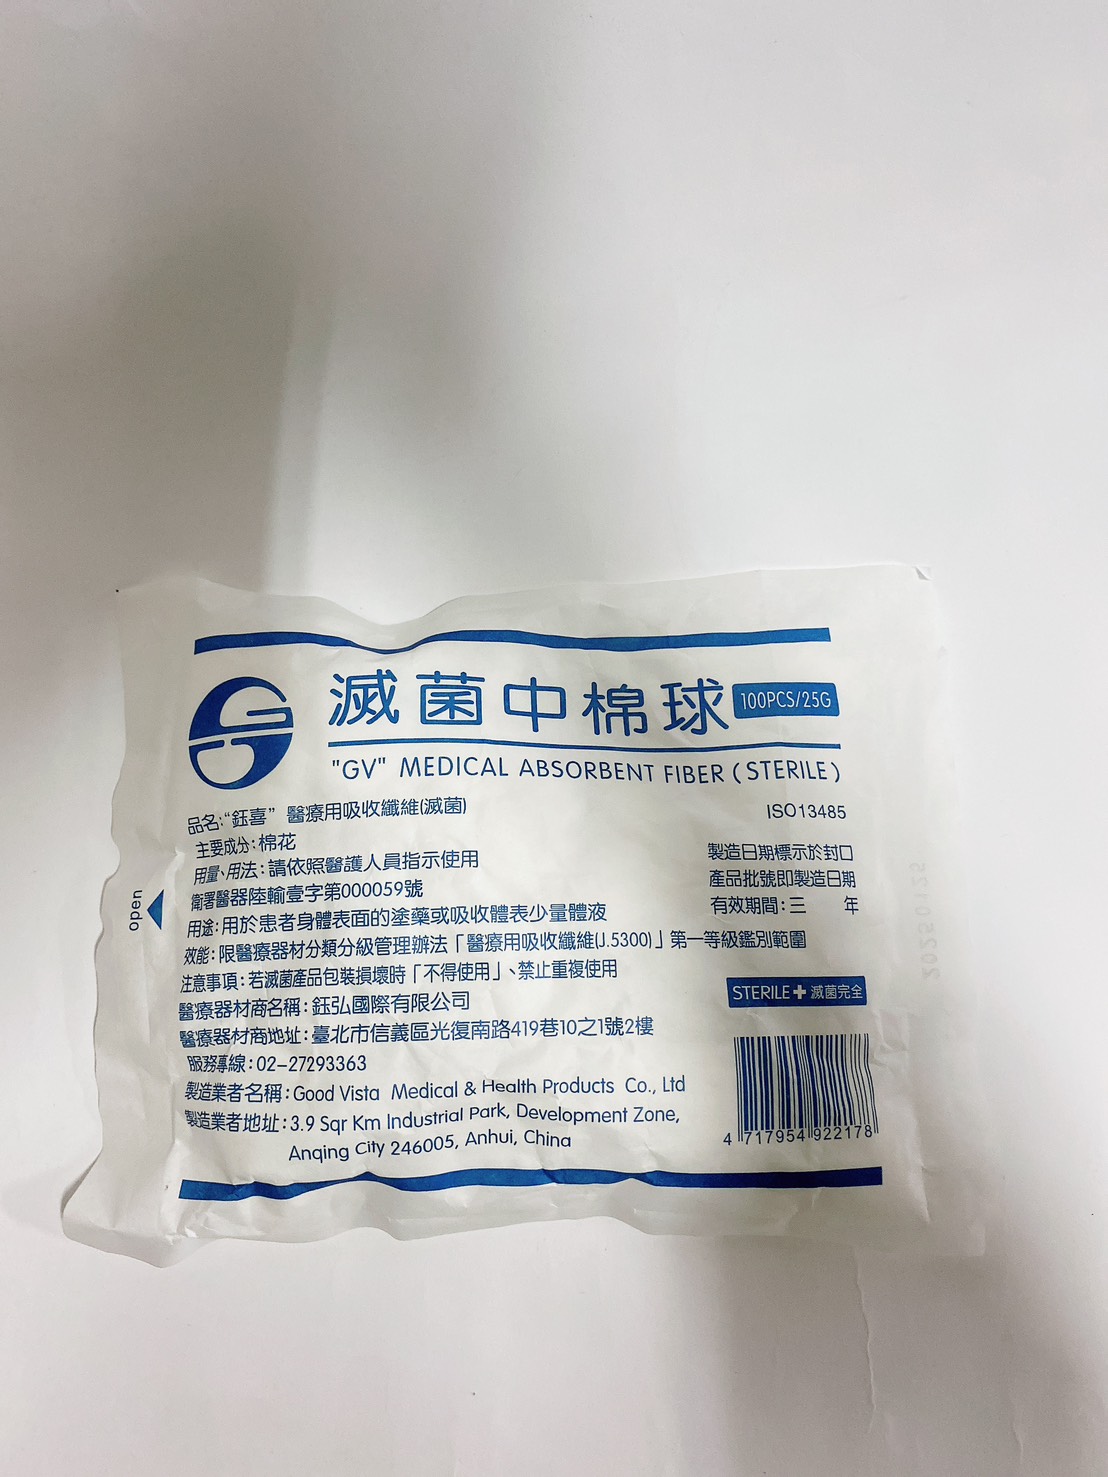 滅菌中棉球 100PCS/25G
"GV" MEDICAL ABSORBENT FIBER (STERILE)
ISO13485
品名:“鈺喜”醫療用吸收纖維(滅菌)
主要成分:棉花
用量、用法:請依照醫護人員指示使用
衛署醫器陸輸壹字第000059號
用途:用於患者身體表面的塗藥或吸收體表少量體液
效能:限醫療器材分類分級管理辦法「醫療用吸收纖維(J.5300)」第一等級鑑別範圍
注意事項:若滅菌產品包裝損壞時「不得使用」、禁止重複使用
醫療器材商名稱:鈺弘國際有限公司
醫療器材商地址:臺北市信義區光復南路419巷10之1號2樓
服務專線:02-27293363
製造業者名稱:Good Vista Medical & Health Products Co., Ltd
製造業者地址:3.9 Sqr Km Industrial Park, Development Zone,
Anqing City 246005, Anhui, China
製造日期標示於封口
產品批號即製造日期
有效期間:三 年
STERILE+滅菌完全
4 717954 922178
open